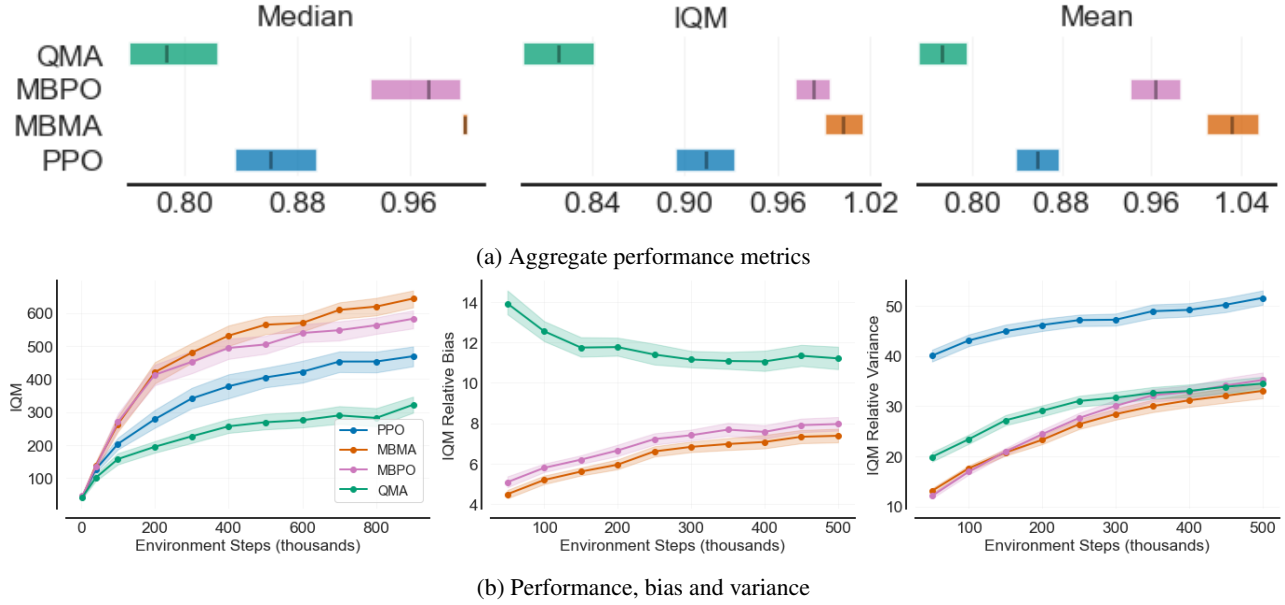 Median IQM Mean
QMA
MBPO
MBMA
PPO
0.80 0.88 0.96 0.84 0.90 0.96 1.02 0.80 0.88 0.96 1.04
(a) Aggregate performance metrics
IQM
600
500
400
300
200
100
0 200 400 600 800
Environment Steps (thousands)
PPO
MBMA
MBPO
QMA
IQM Relative Bias
14
12
10
8
6
4
100 200 300 400 500
Environment Steps (thousands)
IQM Relative Variance
50
40
30
20
10
100 200 300 400 500
Environment Steps (thousands)
(b) Performance, bias and variance